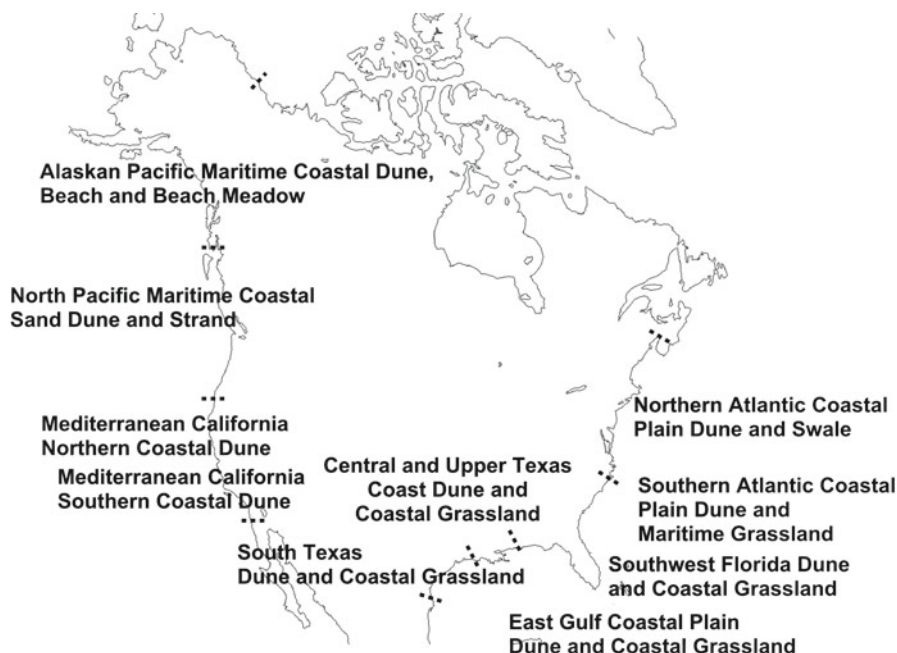 Alaskan Pacific Maritime Coastal Dune,
Beach and Beach Meadow
North Pacific Maritime Coastal
Sand Dune and Strand
Mediterranean California
Northern Coastal Dune
Mediterranean California
Southern Coastal Dune
Central and Upper Texas
Coast Dune and
Coastal Grassland
South Texas
Dune and Coastal Grassland
Northern Atlantic Coastal
Plain Dune and Swale
Southern Atlantic Coastal
Plain Dune and
Maritime Grassland
Southwest Florida Dune
and Coastal Grassland
East Gulf Coastal Plain
Dune and Coastal Grassland